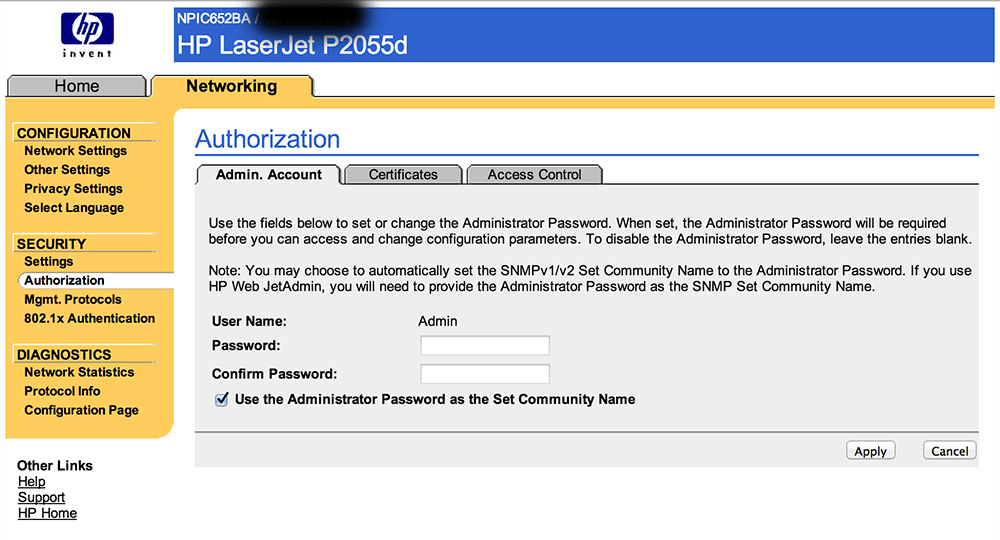 hp
invent
NPIC652BA /
HP LaserJet P2055d
Home
Networking
CONFIGURATION
Network Settings
Other Settings
Privacy Settings
Select Language
SECURITY
Settings
Authorization
Mgmt. Protocols
802.1x Authentication
DIAGNOSTICS
Network Statistics
Protocol Info
Configuration Page
Other Links
Help
Support
HP Home
Authorization
Admin. Account
Certificates
Access Control
Use the fields below to set or change the Administrator Password. When set, the Administrator Password will be required
before you can access and change configuration parameters. To disable the Administrator Password, leave the entries blank.
Note: You may choose to automatically set the SNMPv1/v2 Set Community Name to the Administrator Password. If you use
HP Web JetAdmin, you will need to provide the Administrator Password as the SNMP Set Community Name.
User Name: Admin
Password:
Confirm Password:
Use the Administrator Password as the Set Community Name
Apply Cancel